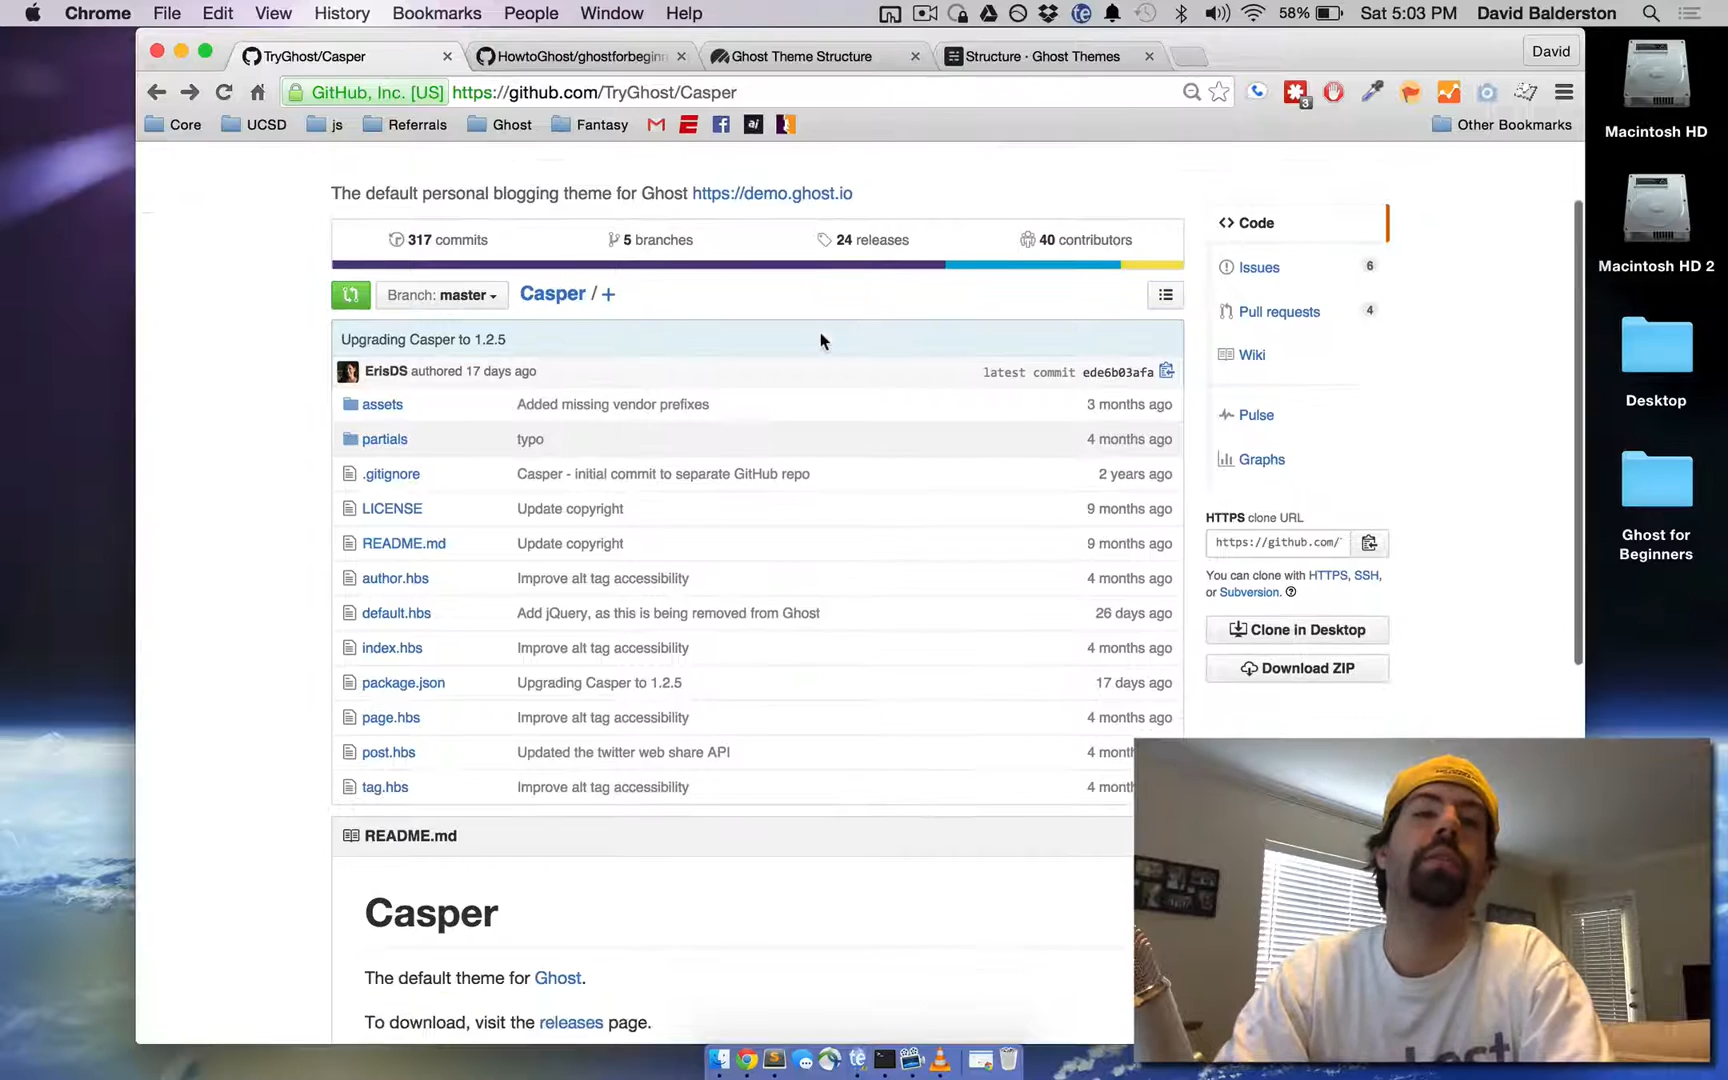 Chrome File Edit View History Bookmarks People Window Help 58% Sat 5:03 PM David Balderston
TryGhost/Casper HowtoGhost/ghostforbeginn Ghost Theme Structure Structure · Ghost Themes David
GitHub, Inc. [US] https://github.com/TryGhost/Casper 3
Core UCSD js Referrals Ghost Fantasy ai Other Bookmarks
Macintosh HD
Macintosh HD 2
Desktop
Ghost for
Beginners
The default personal blogging theme for Ghost https://demo.ghost.io
317 commits 5 branches 24 releases 40 contributors
Branch: master Casper / +
Upgrading Casper to 1.2.5
ErisDS authored 17 days ago latest commit ede6b03afa
assets Added missing vendor prefixes 3 months ago
partials typo 4 months ago
.gitignore Casper - initial commit to separate GitHub repo 2 years ago
LICENSE Update copyright 9 months ago
README.md Update copyright 9 months ago
author.hbs Improve alt tag accessibility 4 months ago
default.hbs Add jQuery, as this is being removed from Ghost 26 days ago
index.hbs Improve alt tag accessibility 4 months ago
package.json Upgrading Casper to 1.2.5 17 days ago
page.hbs Improve alt tag accessibility 4 months ago
post.hbs Updated the twitter web share API 4 mont
tag.hbs Improve alt tag accessibility 4 mont
Code
Issues 6
Pull requests 4
Wiki
Pulse
Graphs
HTTPS clone URL
https://github.com/
You can clone with HTTPS, SSH,
or Subversion.
Clone in Desktop
Download ZIP
README.md
Casper
The default theme for Ghost.
To download, visit the releases page.